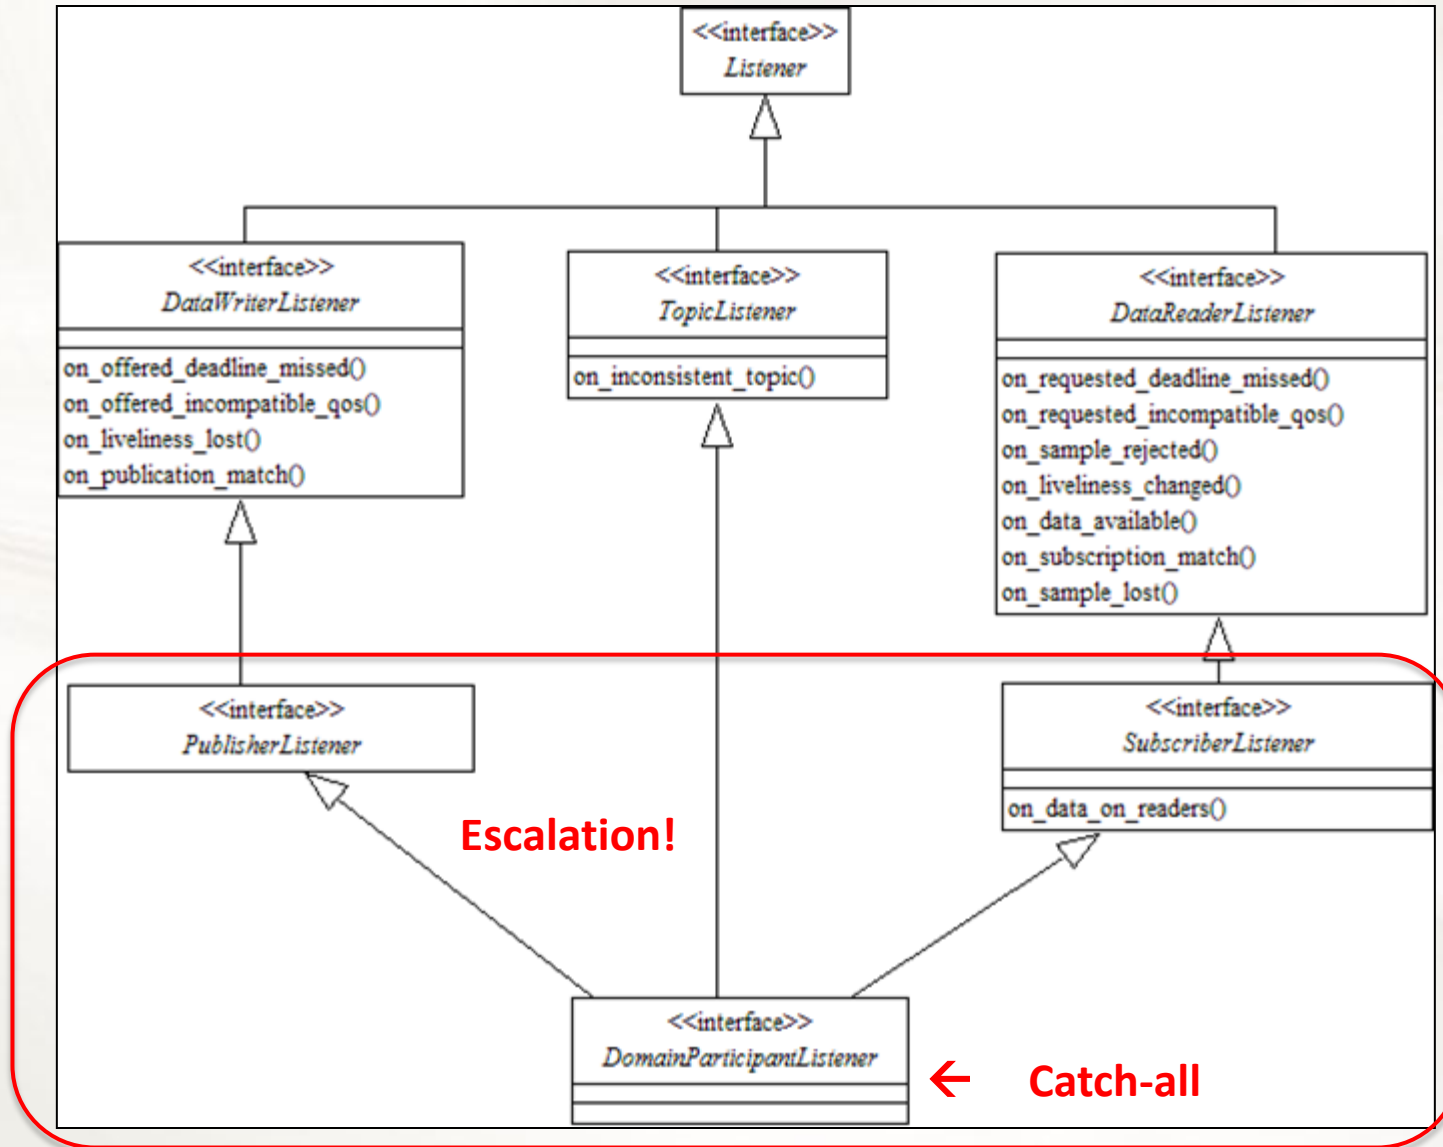 <<interface>>
Listener
<<interface>>
DataWriterListener
on_offered_deadline_missed()
on_offered_incompatible_qos()
on_liveliness_lost()
on_publication_match()
<<interface>>
TopicListener
on_inconsistent_topic()
<<interface>>
DataReaderListener
on_requested_deadline_missed()
on_requested_incompatible_qos()
on_sample_rejected()
on_liveliness_changed()
on_data_available()
on_subscription_match()
on_sample_lost()
<<interface>>
PublisherListener
<<interface>>
SubscriberListener
on_data_on_readers()
Escalation!
<<interface>>
DomainParticipantListener
← Catch-all